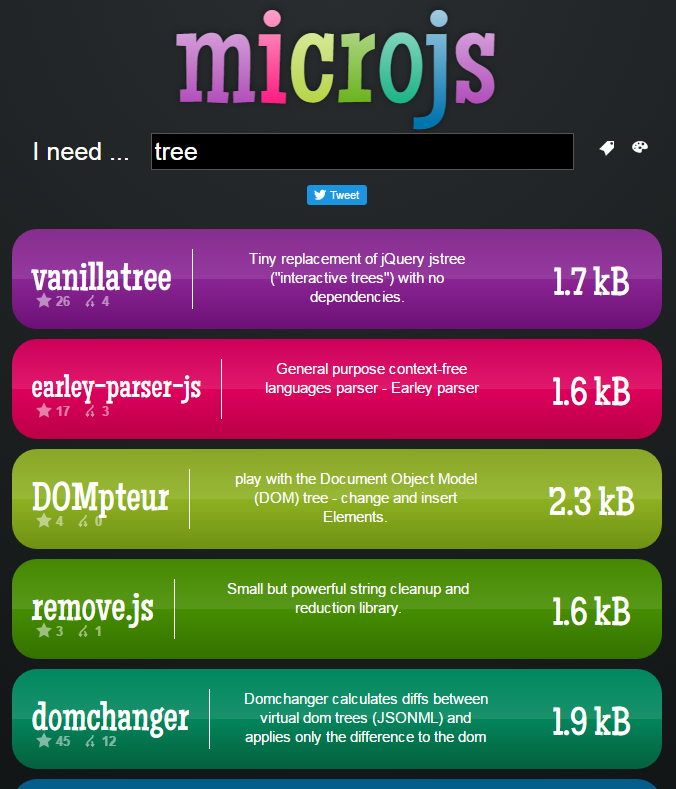 microjs
I need ... tree
Tweet
vanillatree
26 4
Tiny replacement of jQuery jstree
("interactive trees") with no
dependencies.
1.7 kB
earley-parser-js
17 3
General purpose context-free
languages parser - Earley parser
1.6 kB
DOMpteur
4 0
play with the Document Object Model
(DOM) tree - change and insert
Elements.
2.3 kB
remove.js
3 1
Small but powerful string cleanup and
reduction library.
1.6 kB
domchanger
45 12
Domchanger calculates diffs between
virtual dom trees (JSONML) and
applies only the difference to the dom
1.9 kB